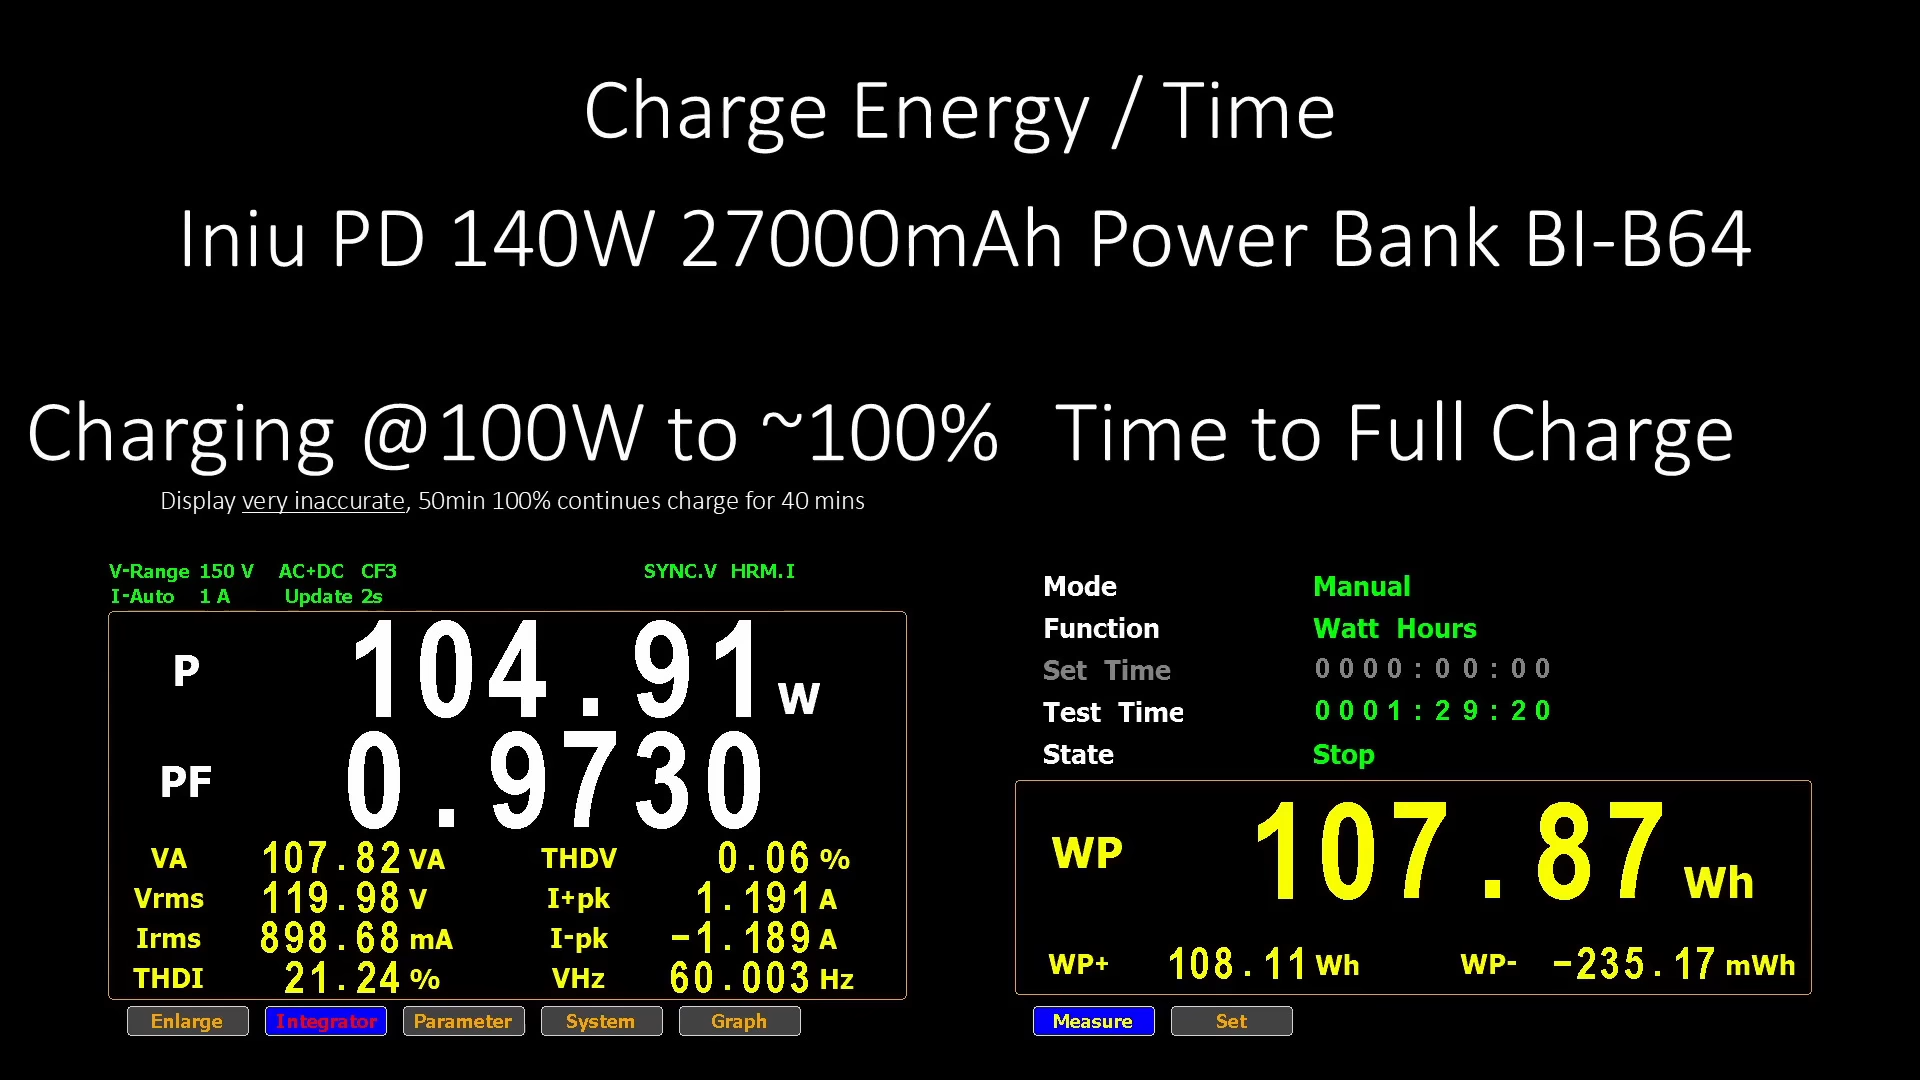 Charge Energy / Time
Iniu PD 140W 27000mAh Power Bank BI-B64
Charging @100W to ~100%
Display very inaccurate, 50min 100% continues charge for 40 mins
V-Range 150 V AC+DC CF3 SYNC.V HRM.I
I-Auto 1 A Update 2s
P 104.91 W
PF 0.9730
VA 107.82 VA THDV 0.06 %
Vrms 119.98 V I+pk 1.191 A
Irms 898.68 mA I-pk -1.189 A
THDI 21.24 % VHz 60.003 Hz
Enlarge Integrator Parameter System Graph
Time to Full Charge
Mode Manual
Function Watt Hours
Set Time 0000:00:00
Test Time 0001:29:20
State Stop
WP 107.87 Wh
WP+ 108.11 Wh WP- -235.17 mWh
Measure Set